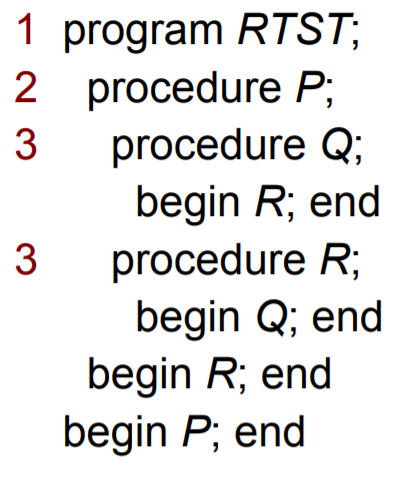 1 program RTST;
2 procedure P;
3 procedure Q;
begin R; end
3 procedure R;
begin Q; end
begin R; end
begin P; end